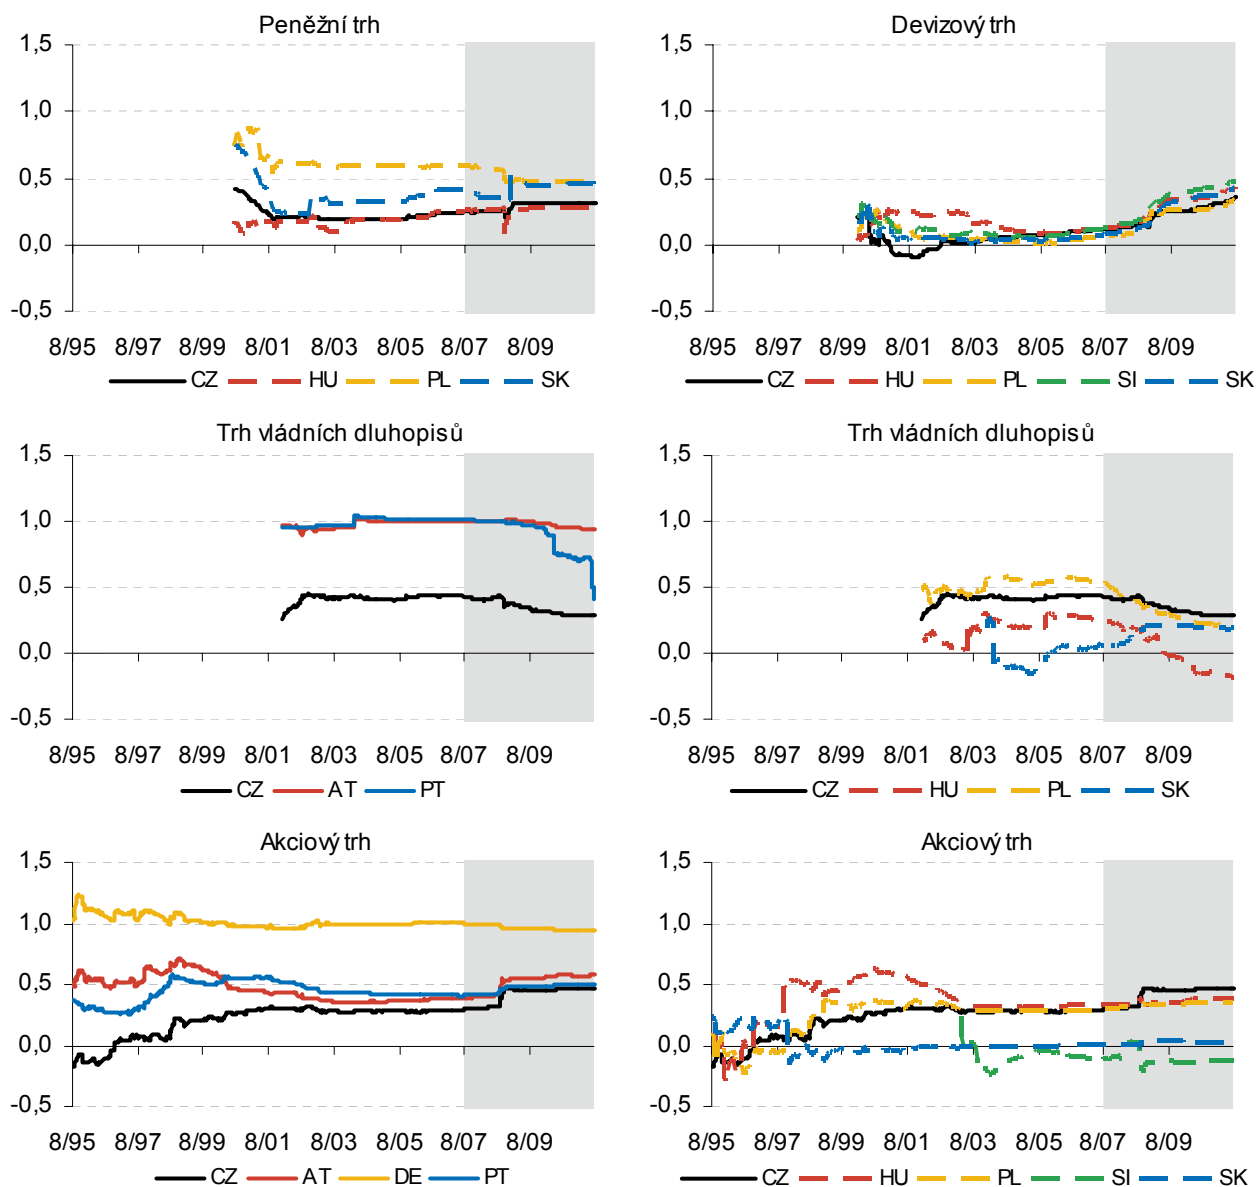 Peněžní trh
1,5
1,0
0,5
0,0
-0,5
8/95 8/97 8/99 8/01 8/03 8/05 8/07 8/09
CZ HU PL SK
Devizový trh
1,5
1,0
0,5
0,0
-0,5
8/95 8/97 8/99 8/01 8/03 8/05 8/07 8/09
CZ HU PL SI SK
Trh vládních dluhopisů
1,5
1,0
0,5
0,0
-0,5
8/95 8/97 8/99 8/01 8/03 8/05 8/07 8/09
CZ AT PT
Trh vládních dluhopisů
1,5
1,0
0,5
0,0
-0,5
8/95 8/97 8/99 8/01 8/03 8/05 8/07 8/09
CZ HU PL SK
Akciový trh
1,5
1,0
0,5
0,0
-0,5
8/95 8/97 8/99 8/01 8/03 8/05 8/07 8/09
CZ AT DE PT
Akciový trh
1,5
1,0
0,5
0,0
-0,5
8/95 8/97 8/99 8/01 8/03 8/05 8/07 8/09
CZ HU PL SI SK